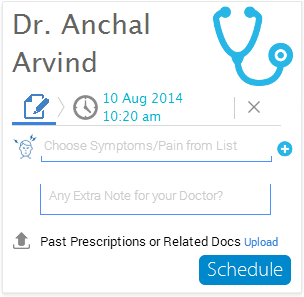 Dr. Anchal
Arvind
10 Aug 2014
10:20 am
Choose Symptoms/Pain from List
Any Extra Note for your Doctor?
Past Prescriptions or Related Docs Upload
Schedule